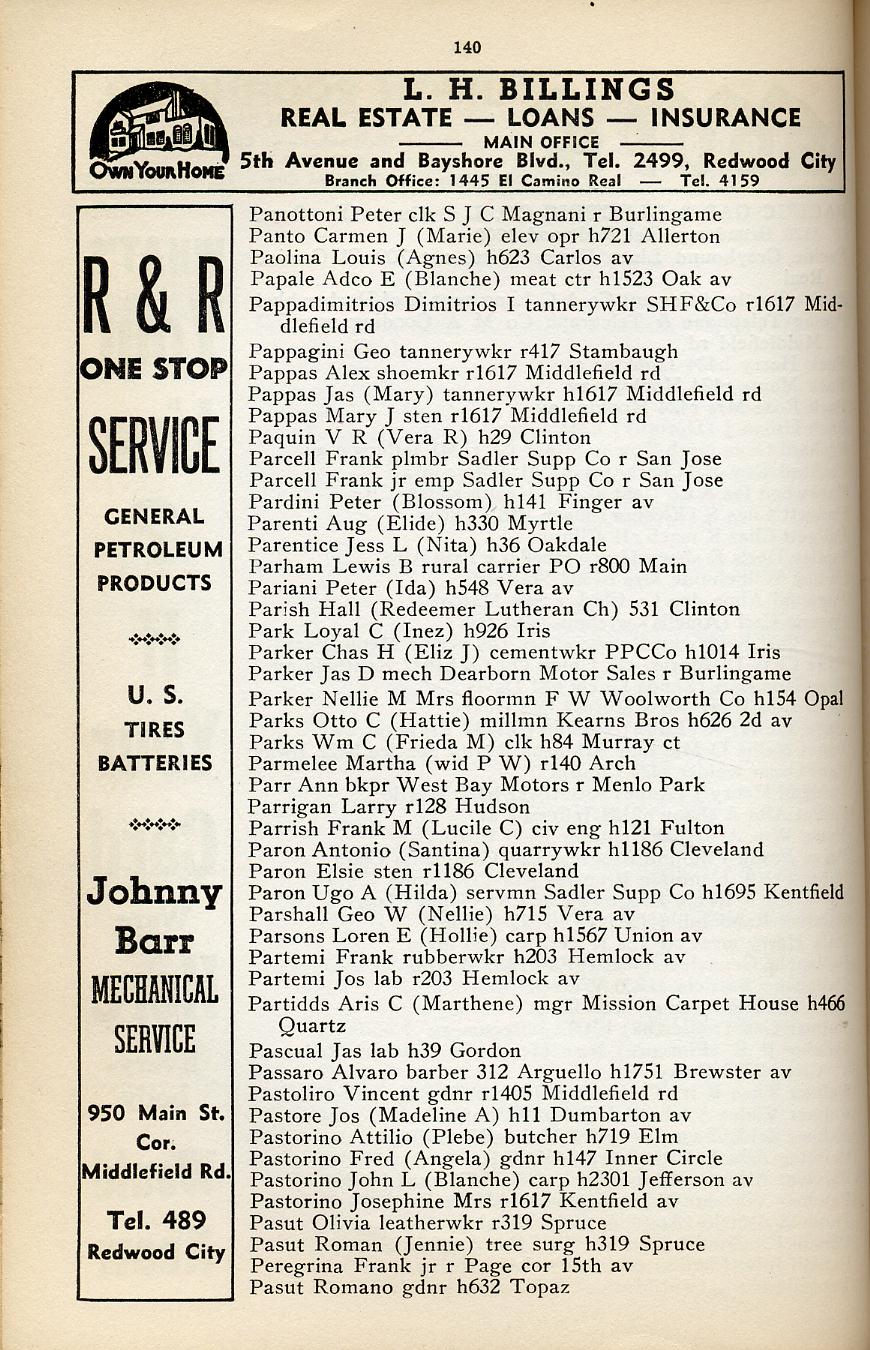 140
L. H. BILLINGS
REAL ESTATE — LOANS — INSURANCE
MAIN OFFICE
5th Avenue and Bayshore Blvd., Tel. 2499, Redwood City
Branch Office: 1445 El Camino Real — Tel. 4159
OWN YOUR HOME
R & R
ONE STOP
SERVICE
GENERAL
PETROLEUM
PRODUCTS
U. S.
TIRES
BATTERIES
Johnny
Barr
MECHANICAL
SERVICE
950 Main St.
Cor.
Middlefield Rd.
Tel. 489
Redwood City
Panottoni Peter clk S J C Magnani r Burlingame
Panto Carmen J (Marie) elev opr h721 Allerton
Paolina Louis (Agnes) h623 Carlos av
Papale Adco E (Blanche) meat ctr h1523 Oak av
Pappadimitrios Dimitrios I tannerywkr SHF&Co r1617 Mid-
dlefield rd
Pappagini Geo tannerywkr r417 Stambaugh
Pappas Alex shoemkr r1617 Middlefield rd
Pappas Jas (Mary) tannerywkr h1617 Middlefield rd
Pappas Mary J sten r1617 Middlefield rd
Paquin V R (Vera R) h29 Clinton
Parcell Frank plmbr Sadler Supp Co r San Jose
Parcell Frank jr emp Sadler Supp Co r San Jose
Pardini Peter (Blossom) h141 Finger av
Parenti Aug (Elide) h330 Myrtle
Parentice Jess L (Nita) h36 Oakdale
Parham Lewis B rural carrier PO r800 Main
Pariani Peter (Ida) h548 Vera av
Parish Hall (Redeemer Lutheran Ch) 531 Clinton
Park Loyal C (Inez) h926 Iris
Parker Chas H (Eliz J) cementwkr PPCCo h1014 Iris
Parker Jas D mech Dearborn Motor Sales r Burlingame
Parker Nellie M Mrs floormn F W Woolworth Co h154 Opal
Parks Otto C (Hattie) millmn Kearns Bros h626 2d av
Parks Wm C (Frieda M) clk h84 Murray ct
Parmelee Martha (wid P W) r140 Arch
Parr Ann bkpr West Bay Motors r Menlo Park
Parrigan Larry r128 Hudson
Parrish Frank M (Lucile C) civ eng h121 Fulton
Paron Antonio (Santina) quarrywkr h1186 Cleveland
Paron Elsie sten r1186 Cleveland
Paron Ugo A (Hilda) servmn Sadler Supp Co h1695 Kentfield
Parshall Geo W (Nellie) h715 Vera av
Parsons Loren E (Hollie) carp h1567 Union av
Partemi Frank rubberwkr h203 Hemlock av
Partemi Jos lab r203 Hemlock av
Partidds Aris C (Marthene) mgr Mission Carpet House h466
Quartz
Pascual Jas lab h39 Gordon
Passaro Alvaro barber 312 Arguello h1751 Brewster av
Pastoliro Vincent gdnr r1405 Middlefield rd
Pastore Jos (Madeline A) h11 Dumbarton av
Pastorino Attilio (Plebe) butcher h719 Elm
Pastorino Fred (Angela) gdnr h147 Inner Circle
Pastorino John L (Blanche) carp h2301 Jefferson av
Pastorino Josephine Mrs r1617 Kentfield av
Pasut Olivia leatherwkr r319 Spruce
Pasut Roman (Jennie) tree surg h319 Spruce
Peregrina Frank jr r Page cor 15th av
Pasut Romano gdnr h632 Topaz